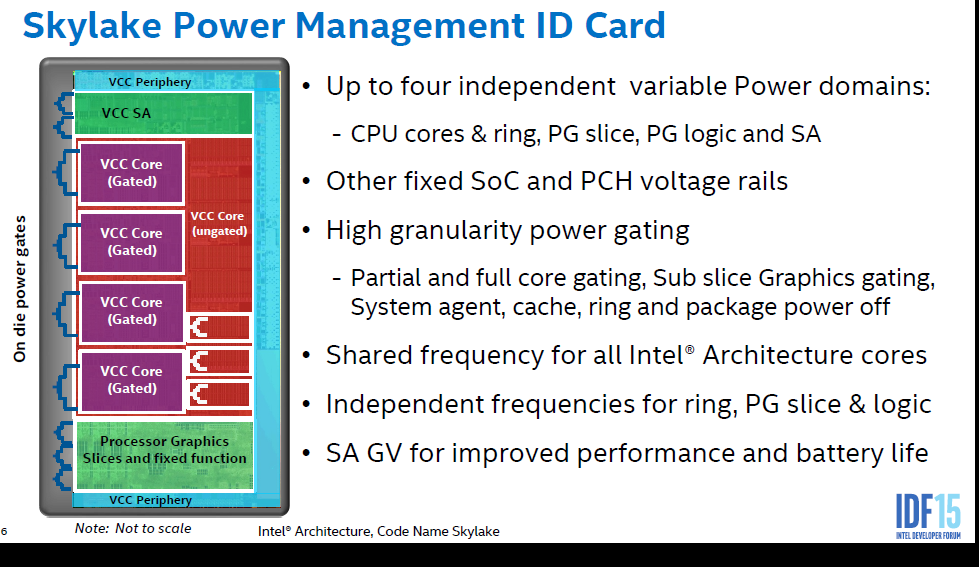 Skylake Power Management ID Card
On die power gates
VCC Periphery
VCC SA
VCC Core
(Gated)
VCC Core
(Gated)
VCC Core
(ungated)
VCC Core
(Gated)
VCC Core
(Gated)
Processor Graphics
Slices and fixed function
VCC Periphery
Note: Not to scale
• Up to four independent variable Power domains:
- CPU cores & ring, PG slice, PG logic and SA
• Other fixed SoC and PCH voltage rails
• High granularity power gating
- Partial and full core gating, Sub slice Graphics gating,
System agent, cache, ring and package power off
• Shared frequency for all Intel® Architecture cores
• Independent frequencies for ring, PG slice & logic
• SA GV for improved performance and battery life
6
Intel® Architecture, Code Name Skylake
IDF15
INTEL DEVELOPER FORUM